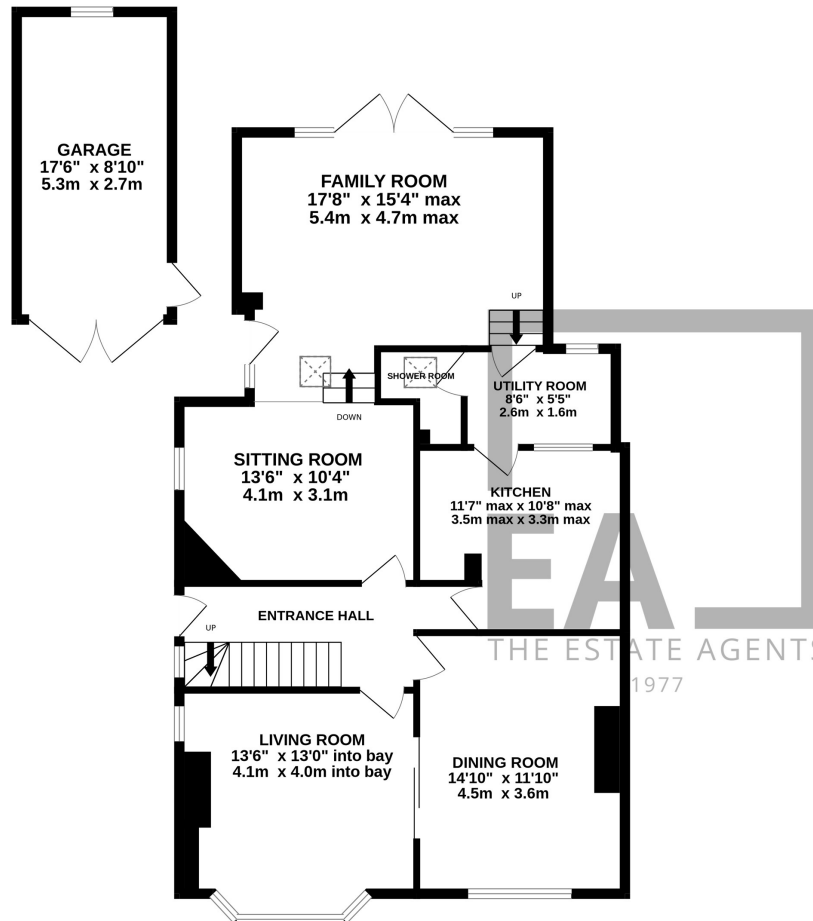 GARAGE
17'6" x 8'10"
5.3m x 2.7m
FAMILY ROOM
17'8" x 15'4" max
5.4m x 4.7m max
UP
SHOWER ROOM
UTILITY ROOM
8'6" x 5'5"
2.6m x 1.6m
DOWN
SITTING ROOM
13'6" x 10'4"
4.1m x 3.1m
KITCHEN
11'7" max x 10'8" max
3.5m max x 3.3m max
EA
THE ESTATE AGENTS
1977
ENTRANCE HALL
UP
LIVING ROOM
13'6" x 13'0" into bay
4.1m x 4.0m into bay
DINING ROOM
14'10" x 11'10"
4.5m x 3.6m